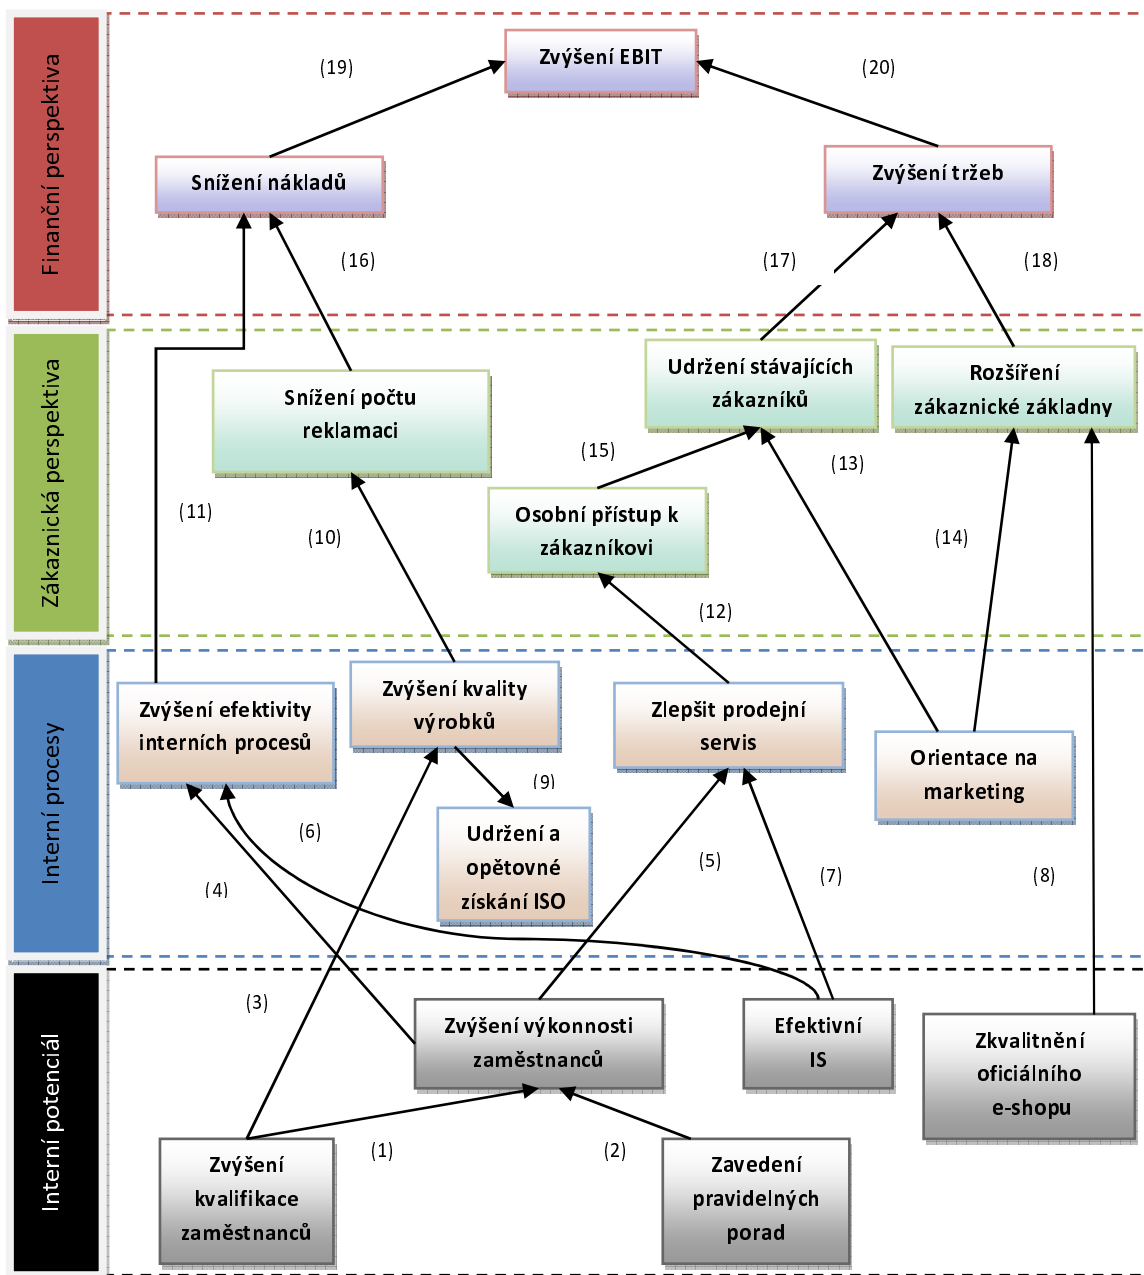 Finanční perspektiva
Zvýšení EBIT
(19)
(20)
Snížení nákladů
Zvýšení tržeb
(16)
(17)
(18)
Zákaznická perspektiva
Snížení počtu
reklamaci
Udržení stávajících
zákazníků
Rozšíření
zákaznické základny
(15)
(13)
(11)
(10)
Osobní přístup k
zákazníkovi
(14)
(12)
Interní procesy
Zvýšení efektivity
interních procesů
Zvýšení kvality
výrobků
Zlepšit prodejní
servis
Orientace na
marketing
(9)
(6)
Udržení a
opětovné
získání ISO
(4)
(5)
(7)
(8)
Interní potenciál
(3)
Zvýšení výkonnosti
zaměstnanců
Efektivní
IS
Zkvalitnění
oficiálního
e-shopu
(1)
(2)
Zvýšení
kvalifikace
zaměstnanců
Zavedení
pravidelných
porad